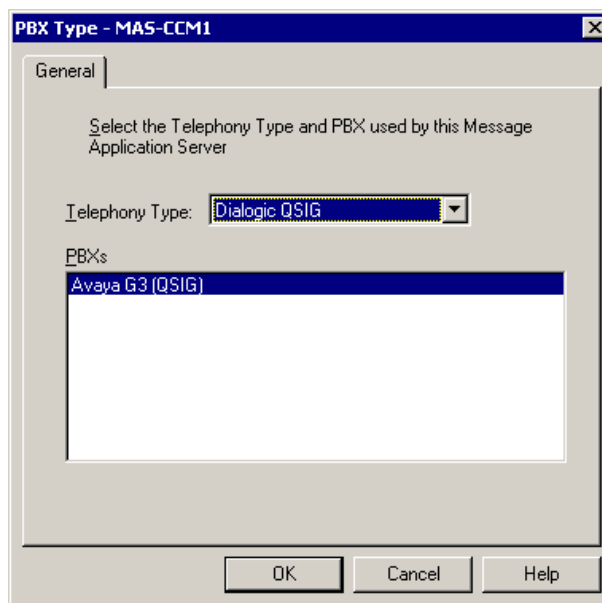 PBX Type - MAS-CCM1
General
Select the Telephony Type and PBX used by this Message
Application Server
Telephony Type: Dialogic QSIG
PBXs
Avaya G3 (QSIG)
OK Cancel Help